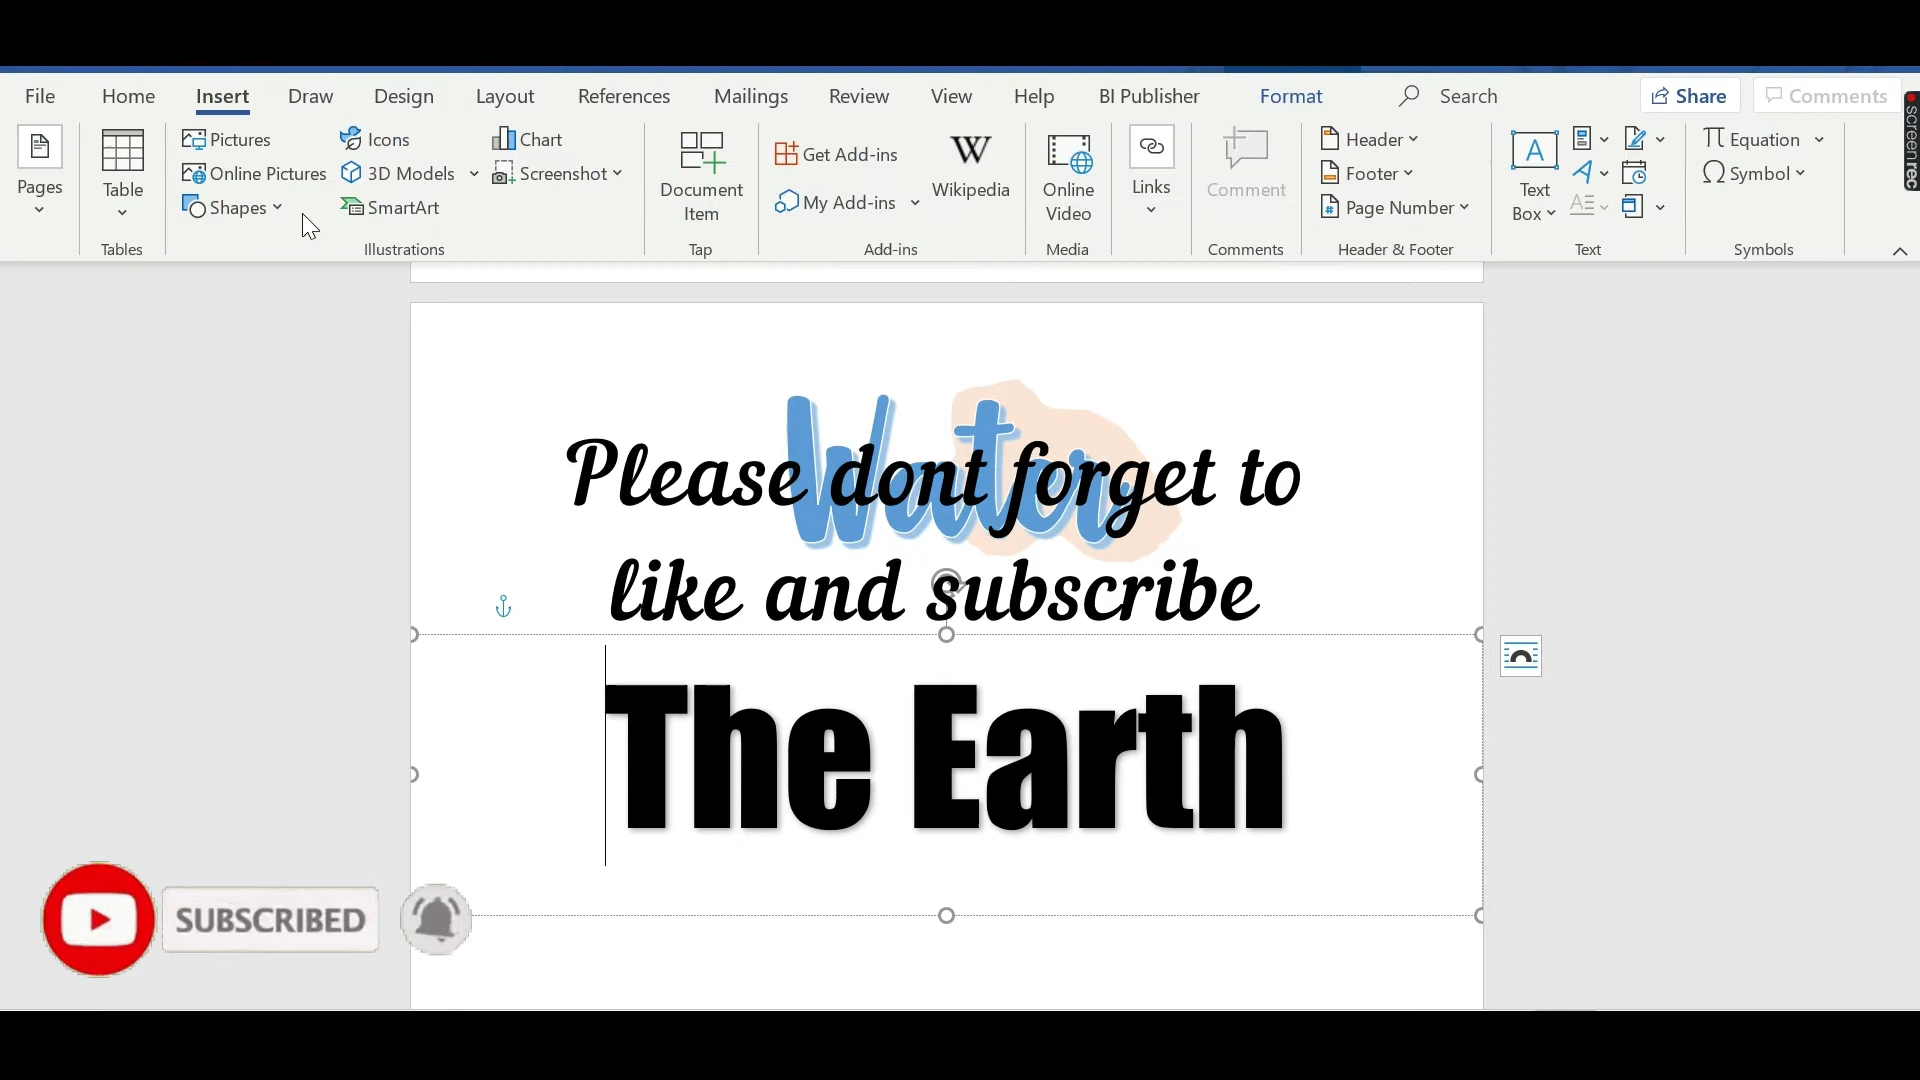 File Home Insert Draw Design Layout References Mailings Review View Help BI Publisher Format Search Share Comments
screenrec
Pages
Table
Tables
Pictures
Online Pictures
Shapes
Icons
3D Models
SmartArt
Chart
Screenshot
Illustrations
Document
Item
Tap
Get Add-ins
My Add-ins
W
Wikipedia
Add-ins
Online
Video
Media
Links
Comment
Comments
Header
Footer
# Page Number
Header & Footer
A
Text
Box
A
A
Text
π Equation
Ω Symbol
Symbols
Water
Please dont forget to
like and subscribe
The Earth
SUBSCRIBED